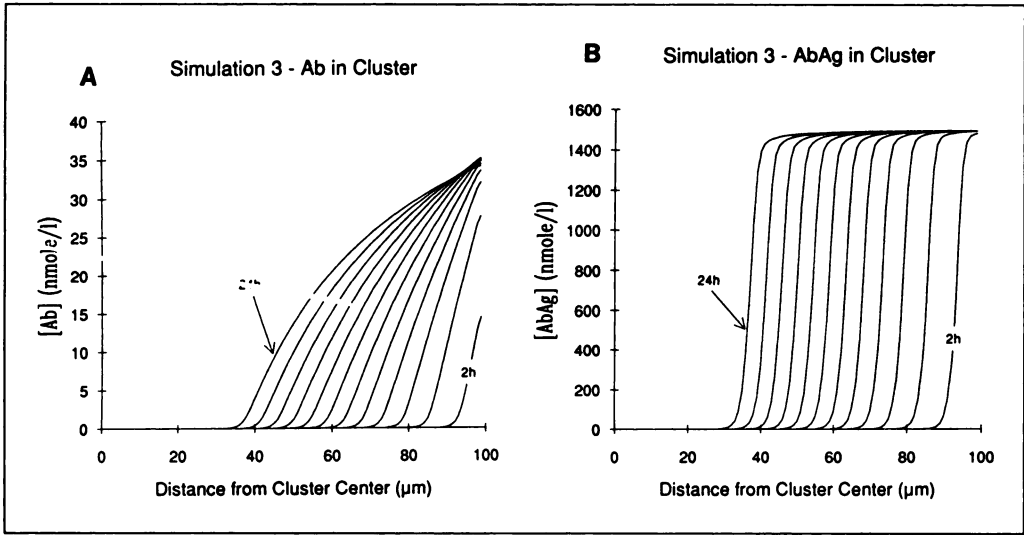 A
Simulation 3 - Ab in Cluster
40
35
30
25
20
15
10
5
0
[Ab] (nmole/l)
2h
0 20 40 60 80 100
Distance from Cluster Center (µm)
B
Simulation 3 - AbAg in Cluster
1600
1400
1200
1000
800
600
400
200
0
[AbAg] (nmole/l)
24h
2h
0 20 40 60 80 100
Distance from Cluster Center (µm)